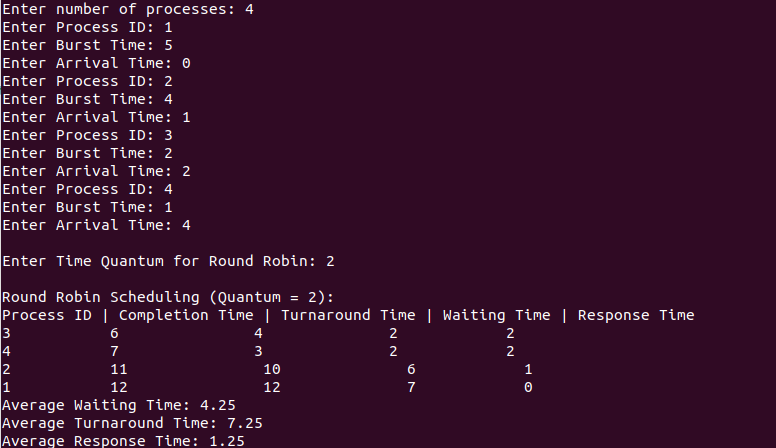 Enter number of processes: 4
Enter Process ID: 1
Enter Burst Time: 5
Enter Arrival Time: 0
Enter Process ID: 2
Enter Burst Time: 4
Enter Arrival Time: 1
Enter Process ID: 3
Enter Burst Time: 2
Enter Arrival Time: 2
Enter Process ID: 4
Enter Burst Time: 1
Enter Arrival Time: 4
Enter Time Quantum for Round Robin: 2
Round Robin Scheduling (Quantum = 2):
Process ID | Completion Time | Turnaround Time | Waiting Time | Response Time
3 6 4 2 2
4 7 3 2 2
2 11 10 6 1
1 12 12 7 0
Average Waiting Time: 4.25
Average Turnaround Time: 7.25
Average Response Time: 1.25